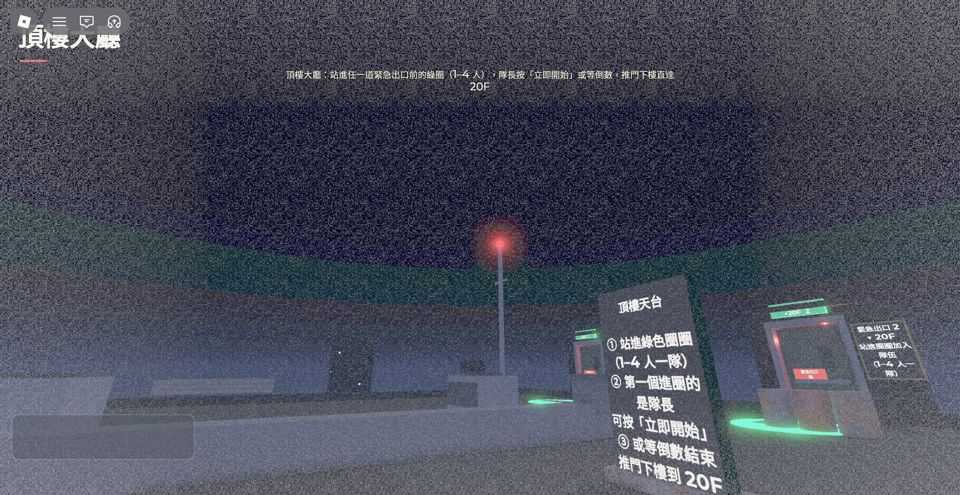 頂樓大廳
頂樓大廳：站進任一道緊急出口前的綠圈（1–4 人），隊長按「立即開始」或等倒數，推門下樓直達
20F
頂樓天台
① 站進綠色圈圈
（1–4 人一隊）
② 第一個進圈的
是隊長
可按「立即開始」
③ 或等倒數結束
推門下樓到 20F
緊急出口 2
▼ 20F
站進圈圈加入
隊伍
（1–4 人一
隊）